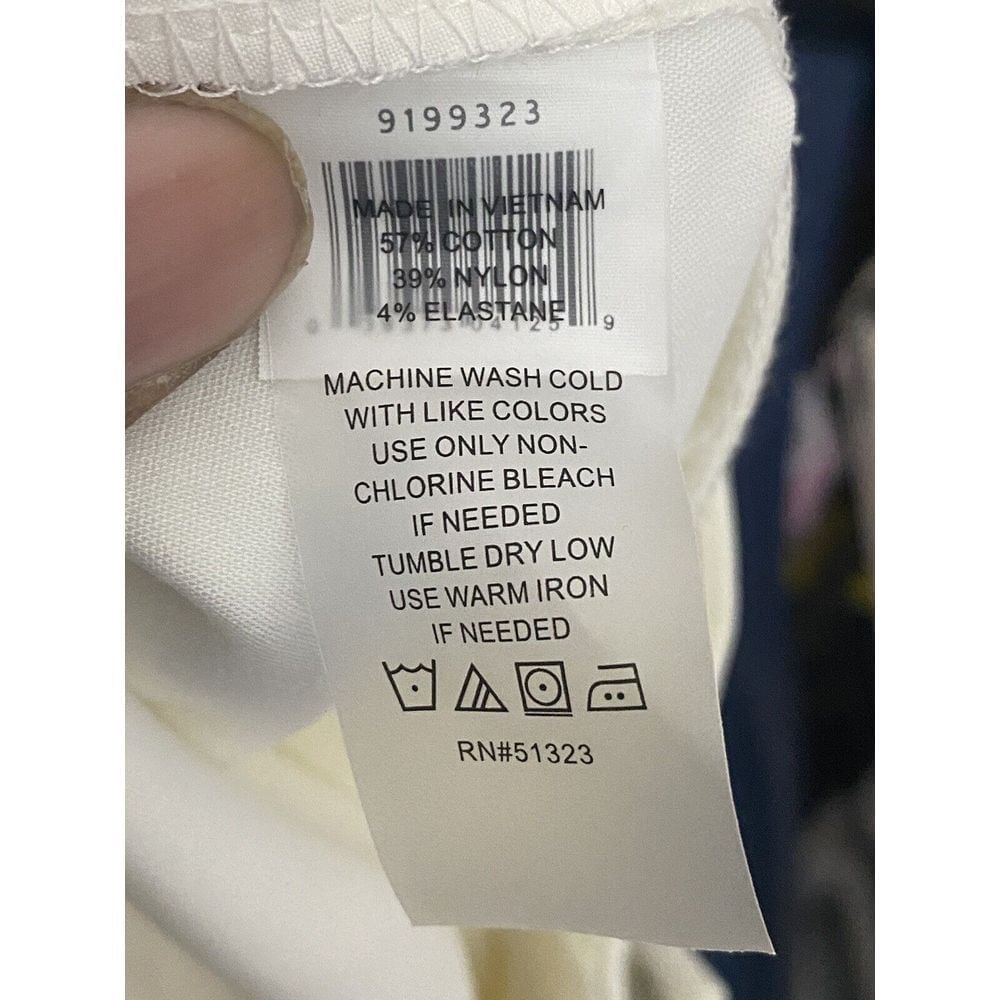 9199323
MADE IN VIETNAM
57% COTTON
39% NYLON
4% ELASTANE
9
MACHINE WASH COLD
WITH LIKE COLORS
USE ONLY NON-
CHLORINE BLEACH
IF NEEDED
TUMBLE DRY LOW
USE WARM IRON
IF NEEDED
RN#51323